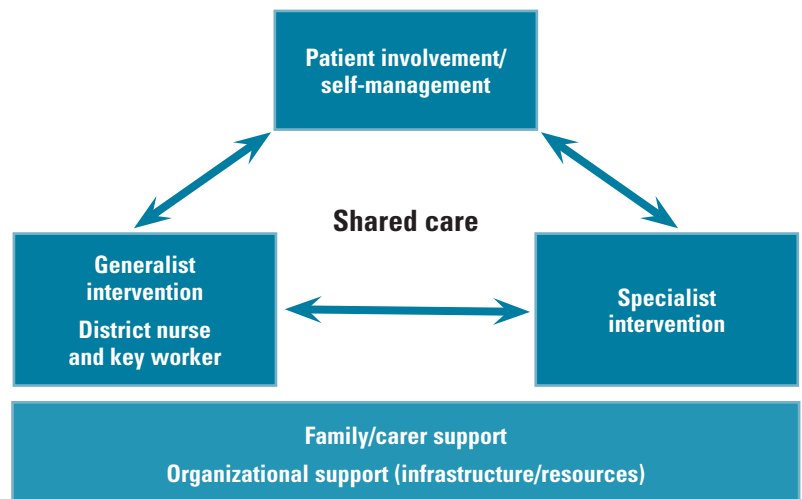 Patient involvement/
self-management
Shared care
Generalist
intervention
District nurse
and key worker
Specialist
intervention
Family/carer support
Organizational support (infrastructure/resources)